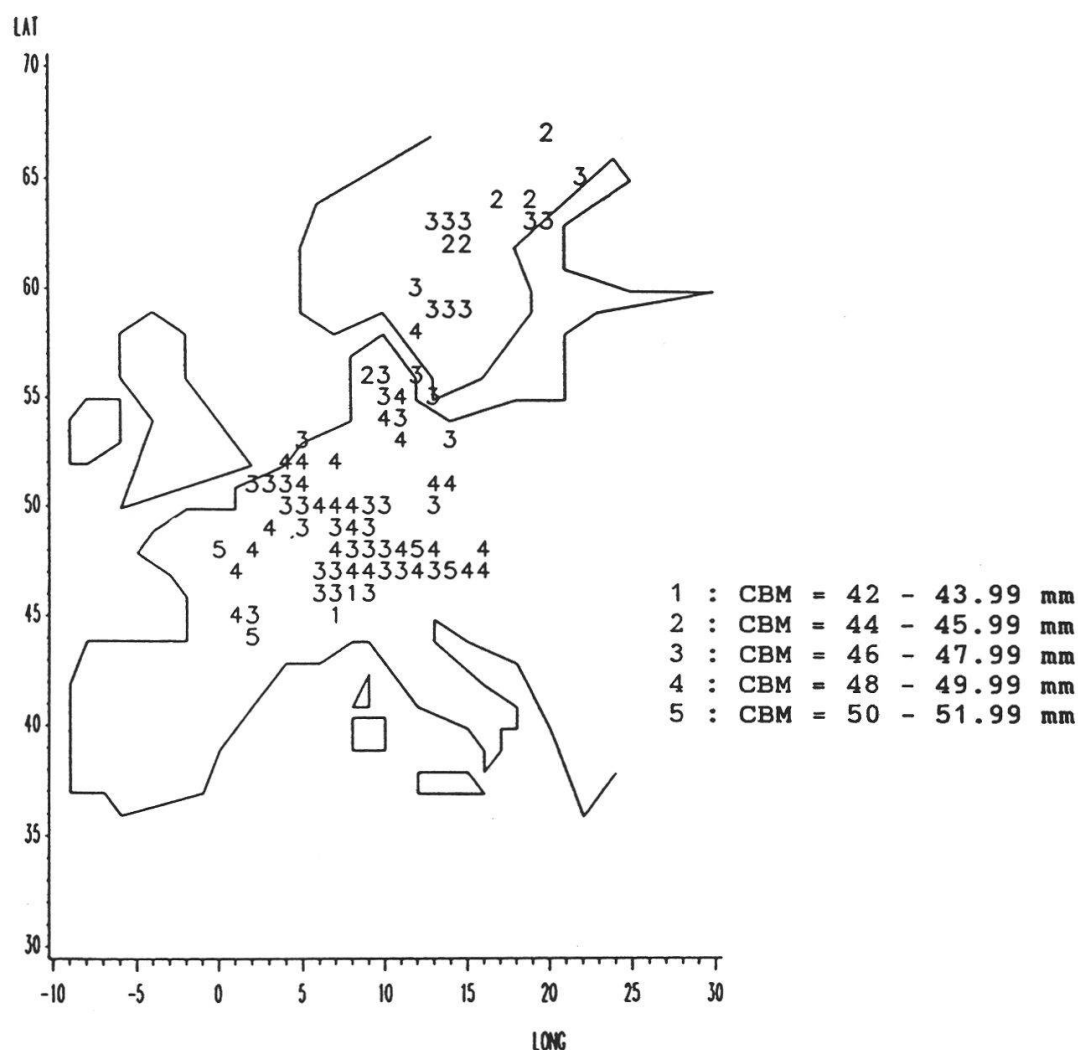 LAT
70
2
65
3
2 2
333 33
22
60
3
333
4
23 3
55
34 3
43
3 4 3
44 4
3334 44
50
3344433 3
4 3 343
5 4 4333454 4
4 33443343544
3313
45
43 1
5
40
35
30
-10 -5 0 5 10 15 20 25 30
LONG
1 : CBM = 42 - 43.99 mm
2 : CBM = 44 - 45.99 mm
3 : CBM = 46 - 47.99 mm
4 : CBM = 48 - 49.99 mm
5 : CBM = 50 - 51.99 mm